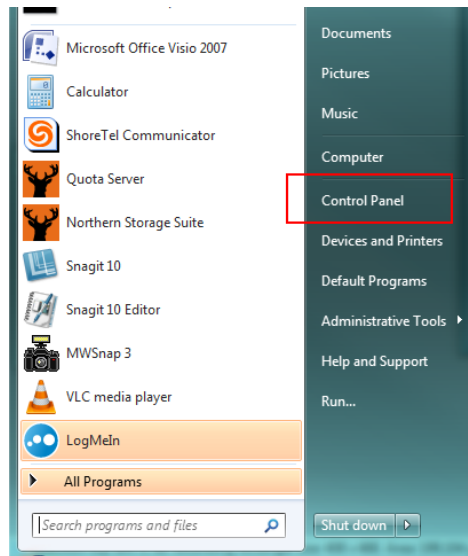 Microsoft Office Visio 2007
Calculator
ShoreTel Communicator
Quota Server
Northern Storage Suite
Snagit 10
Snagit 10 Editor
MWSnap 3
VLC media player
LogMeIn
All Programs
Search programs and files
Documents
Pictures
Music
Computer
Control Panel
Devices and Printers
Default Programs
Administrative Tools
Help and Support
Run...
Shut down